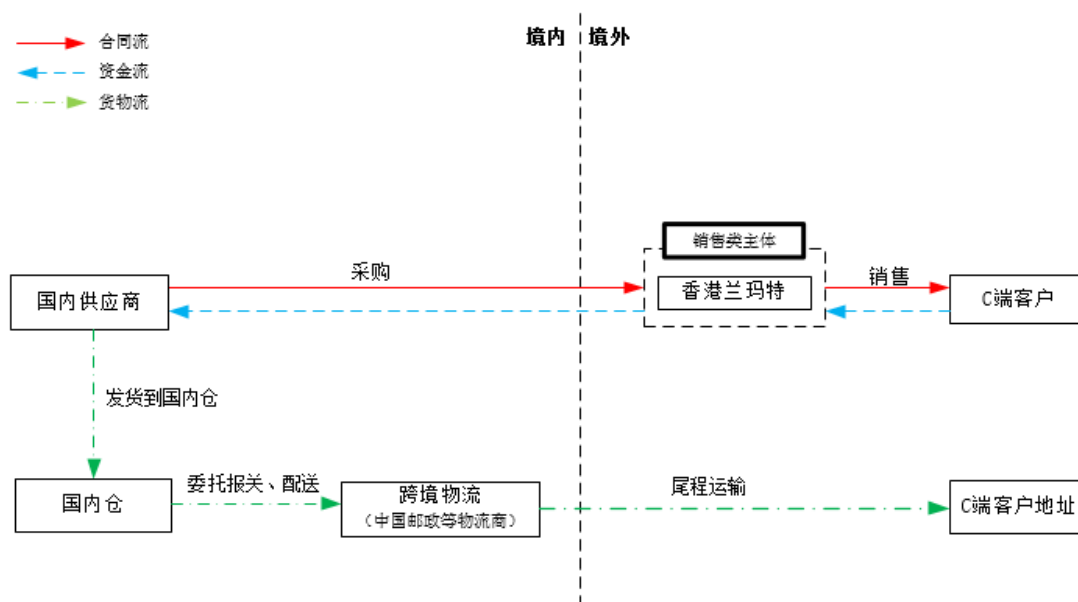 境内
境外
合同流
资金流
货物流
销售类主体
采购
销售
国内供应商
香港兰玛特
C端客户
发货到国内仓
委托报关、配送
尾程运输
国内仓
跨境物流
（中国邮政等物流商）
C端客户地址